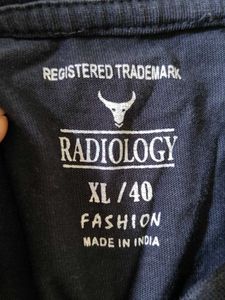 REGISTERED TRADEMARK
RADIOLOGY
XL / 40
FASHION
MADE IN INDIA